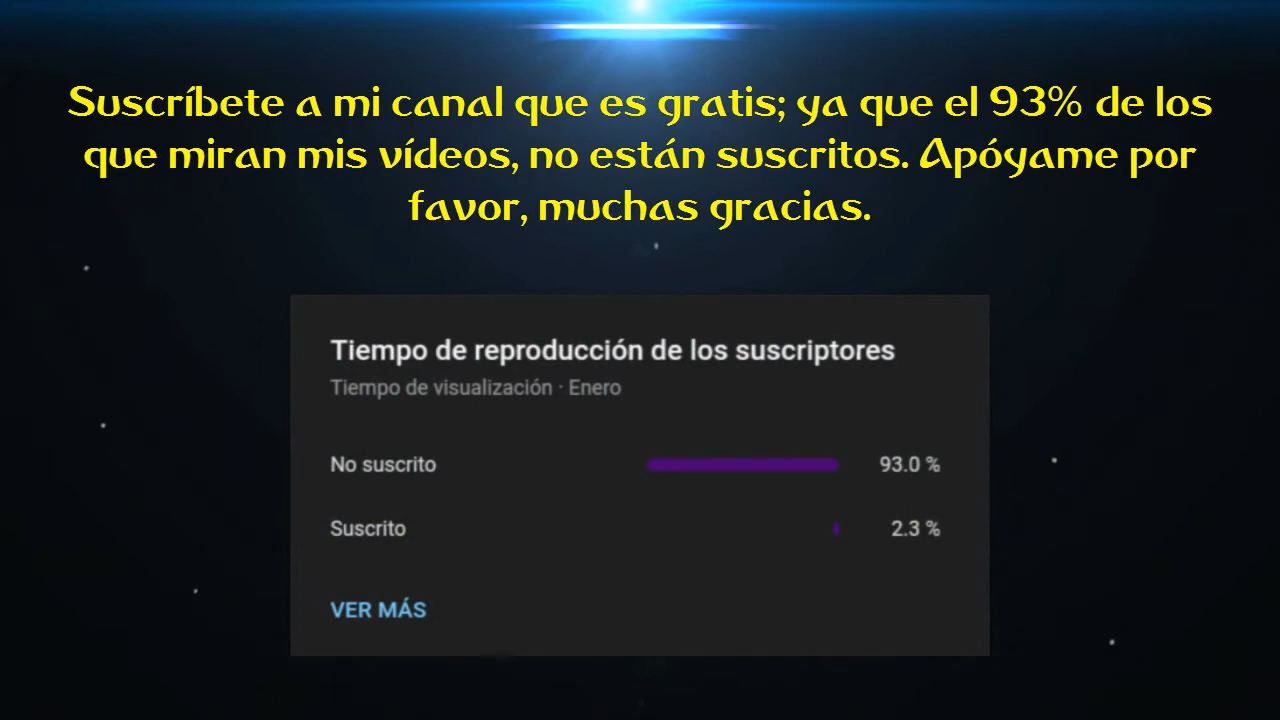 Suscríbete a mi canal que es gratis; ya que el 93% de los
que miran mis vídeos, no están suscritos. Apóyame por
favor, muchas gracias.
Tiempo de reproducción de los suscriptores
Tiempo de visualización · Enero
No suscrito 93.0 %
Suscrito 2.3 %
VER MÁS